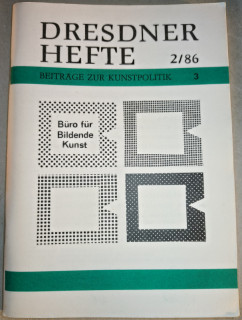 DRESDNER
HEFTE 2/86
BEITRÄGE ZUR KUNSTPOLITIK 3
Büro für
Bildende
Kunst